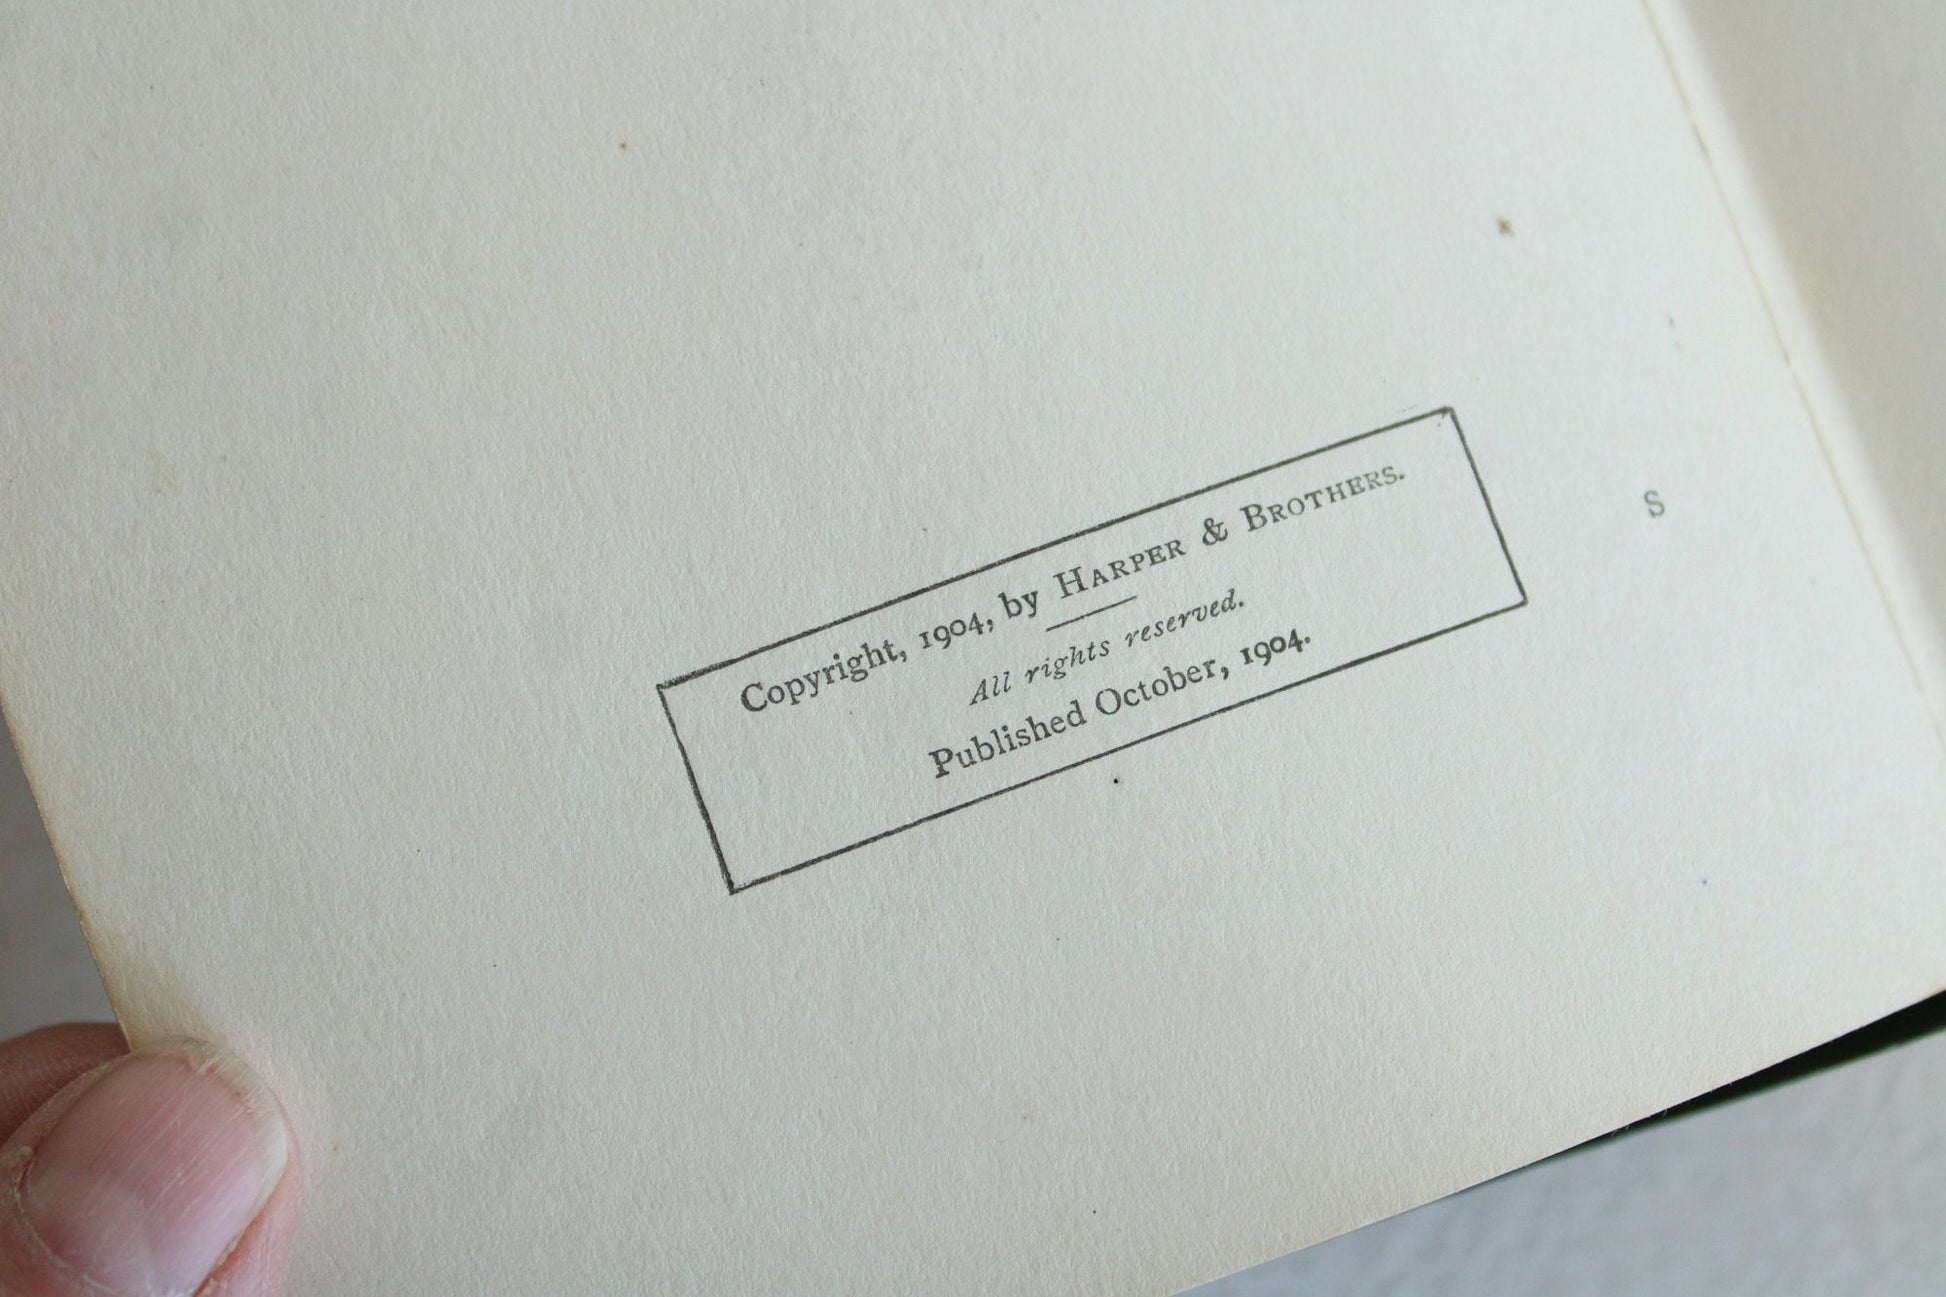 Copyright, 1904, by HARPER & BROTHERS.
All rights reserved.
Published October, 1904.
S